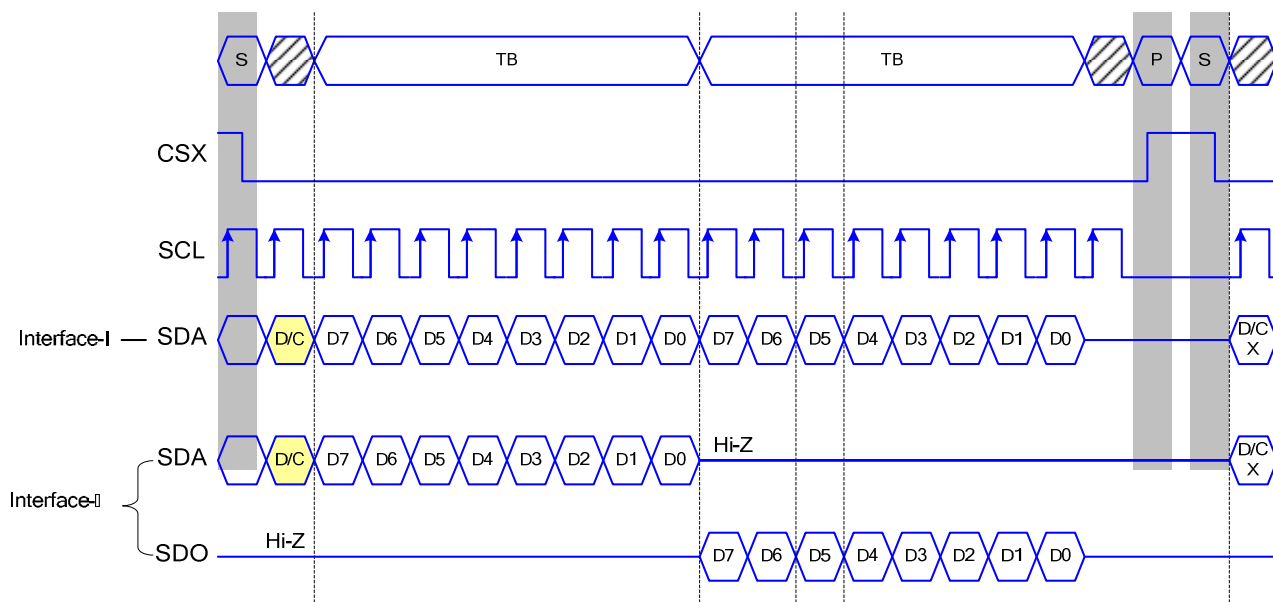 S TB TB P S
CSX
SCL
Interface-I SDA D/C D7 D6 D5 D4 D3 D2 D1 D0 D7 D6 D5 D4 D3 D2 D1 D0 D/C
X
SDA D/C D7 D6 D5 D4 D3 D2 D1 D0 Hi-Z D/C
X
Interface-▯
SDO Hi-Z D7 D6 D5 D4 D3 D2 D1 D0